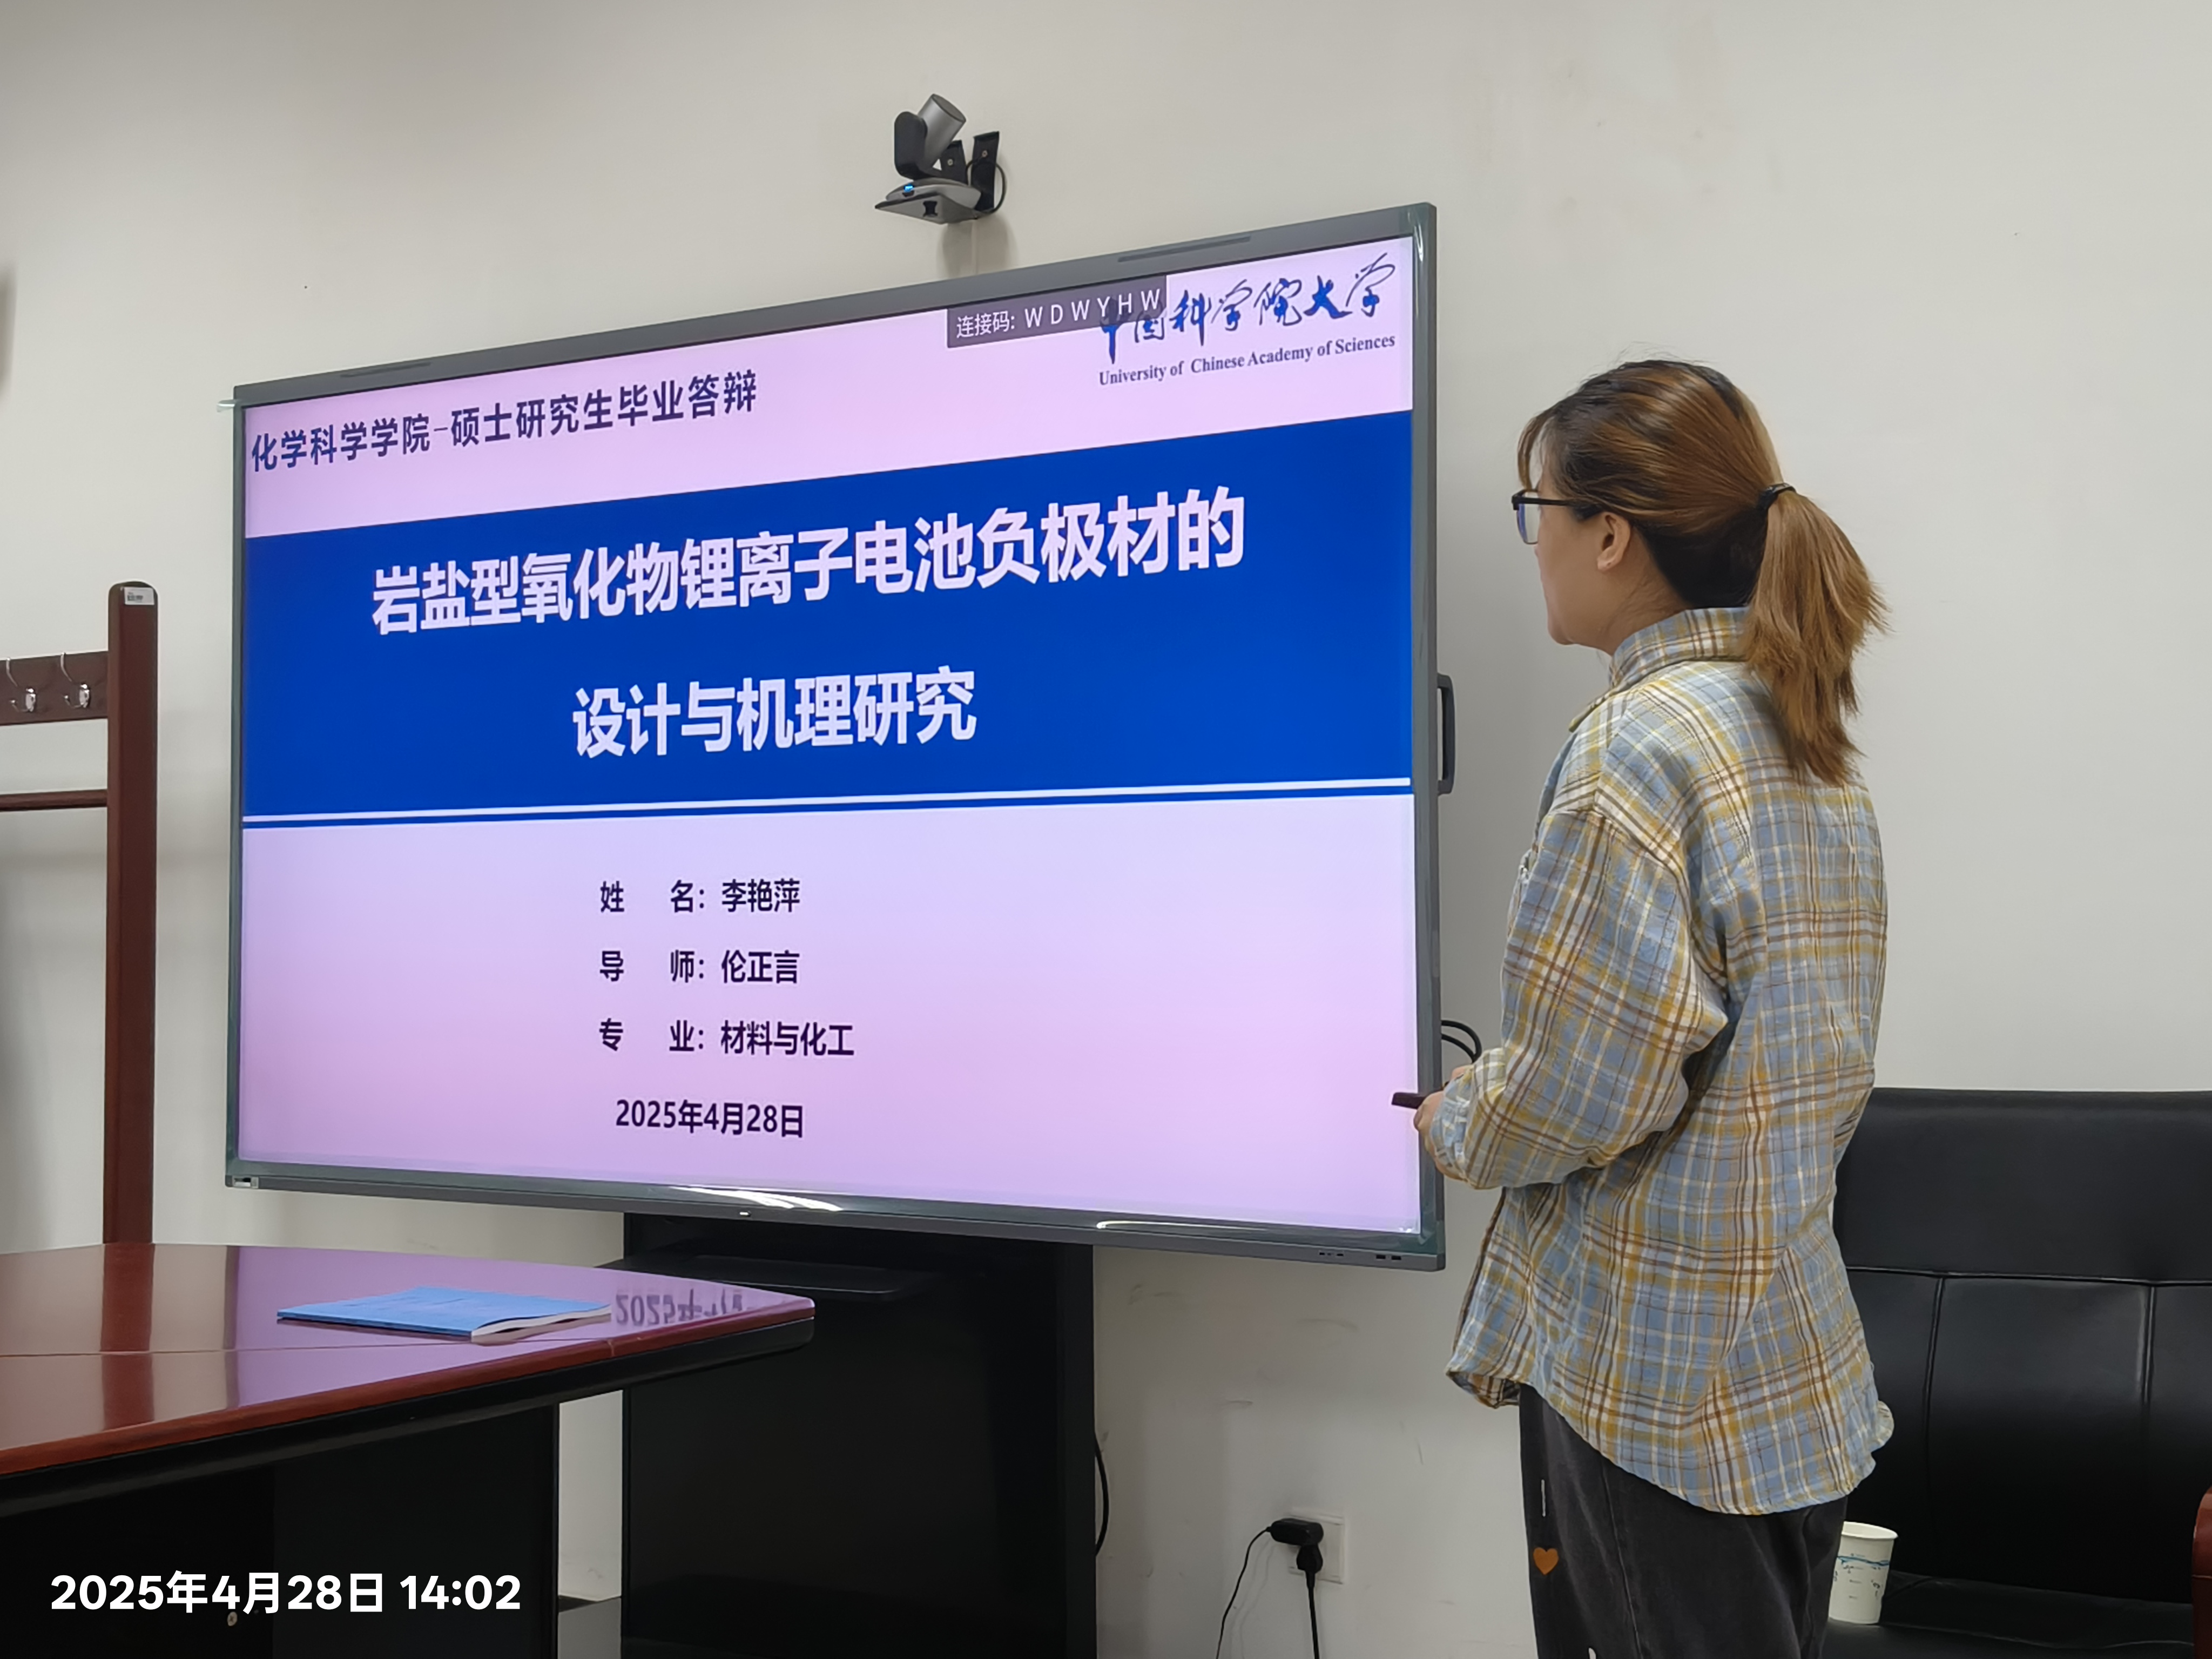 连接码: WDWYHW
中国科学院大学
University of Chinese Academy of Sciences
化学科学学院-硕士研究生毕业答辩
岩盐型氧化物锂离子电池负极材的
设计与机理研究
姓 名: 李艳萍
导 师: 伦正言
专 业: 材料与化工
2025年4月28日
2025年4月28日 14:02